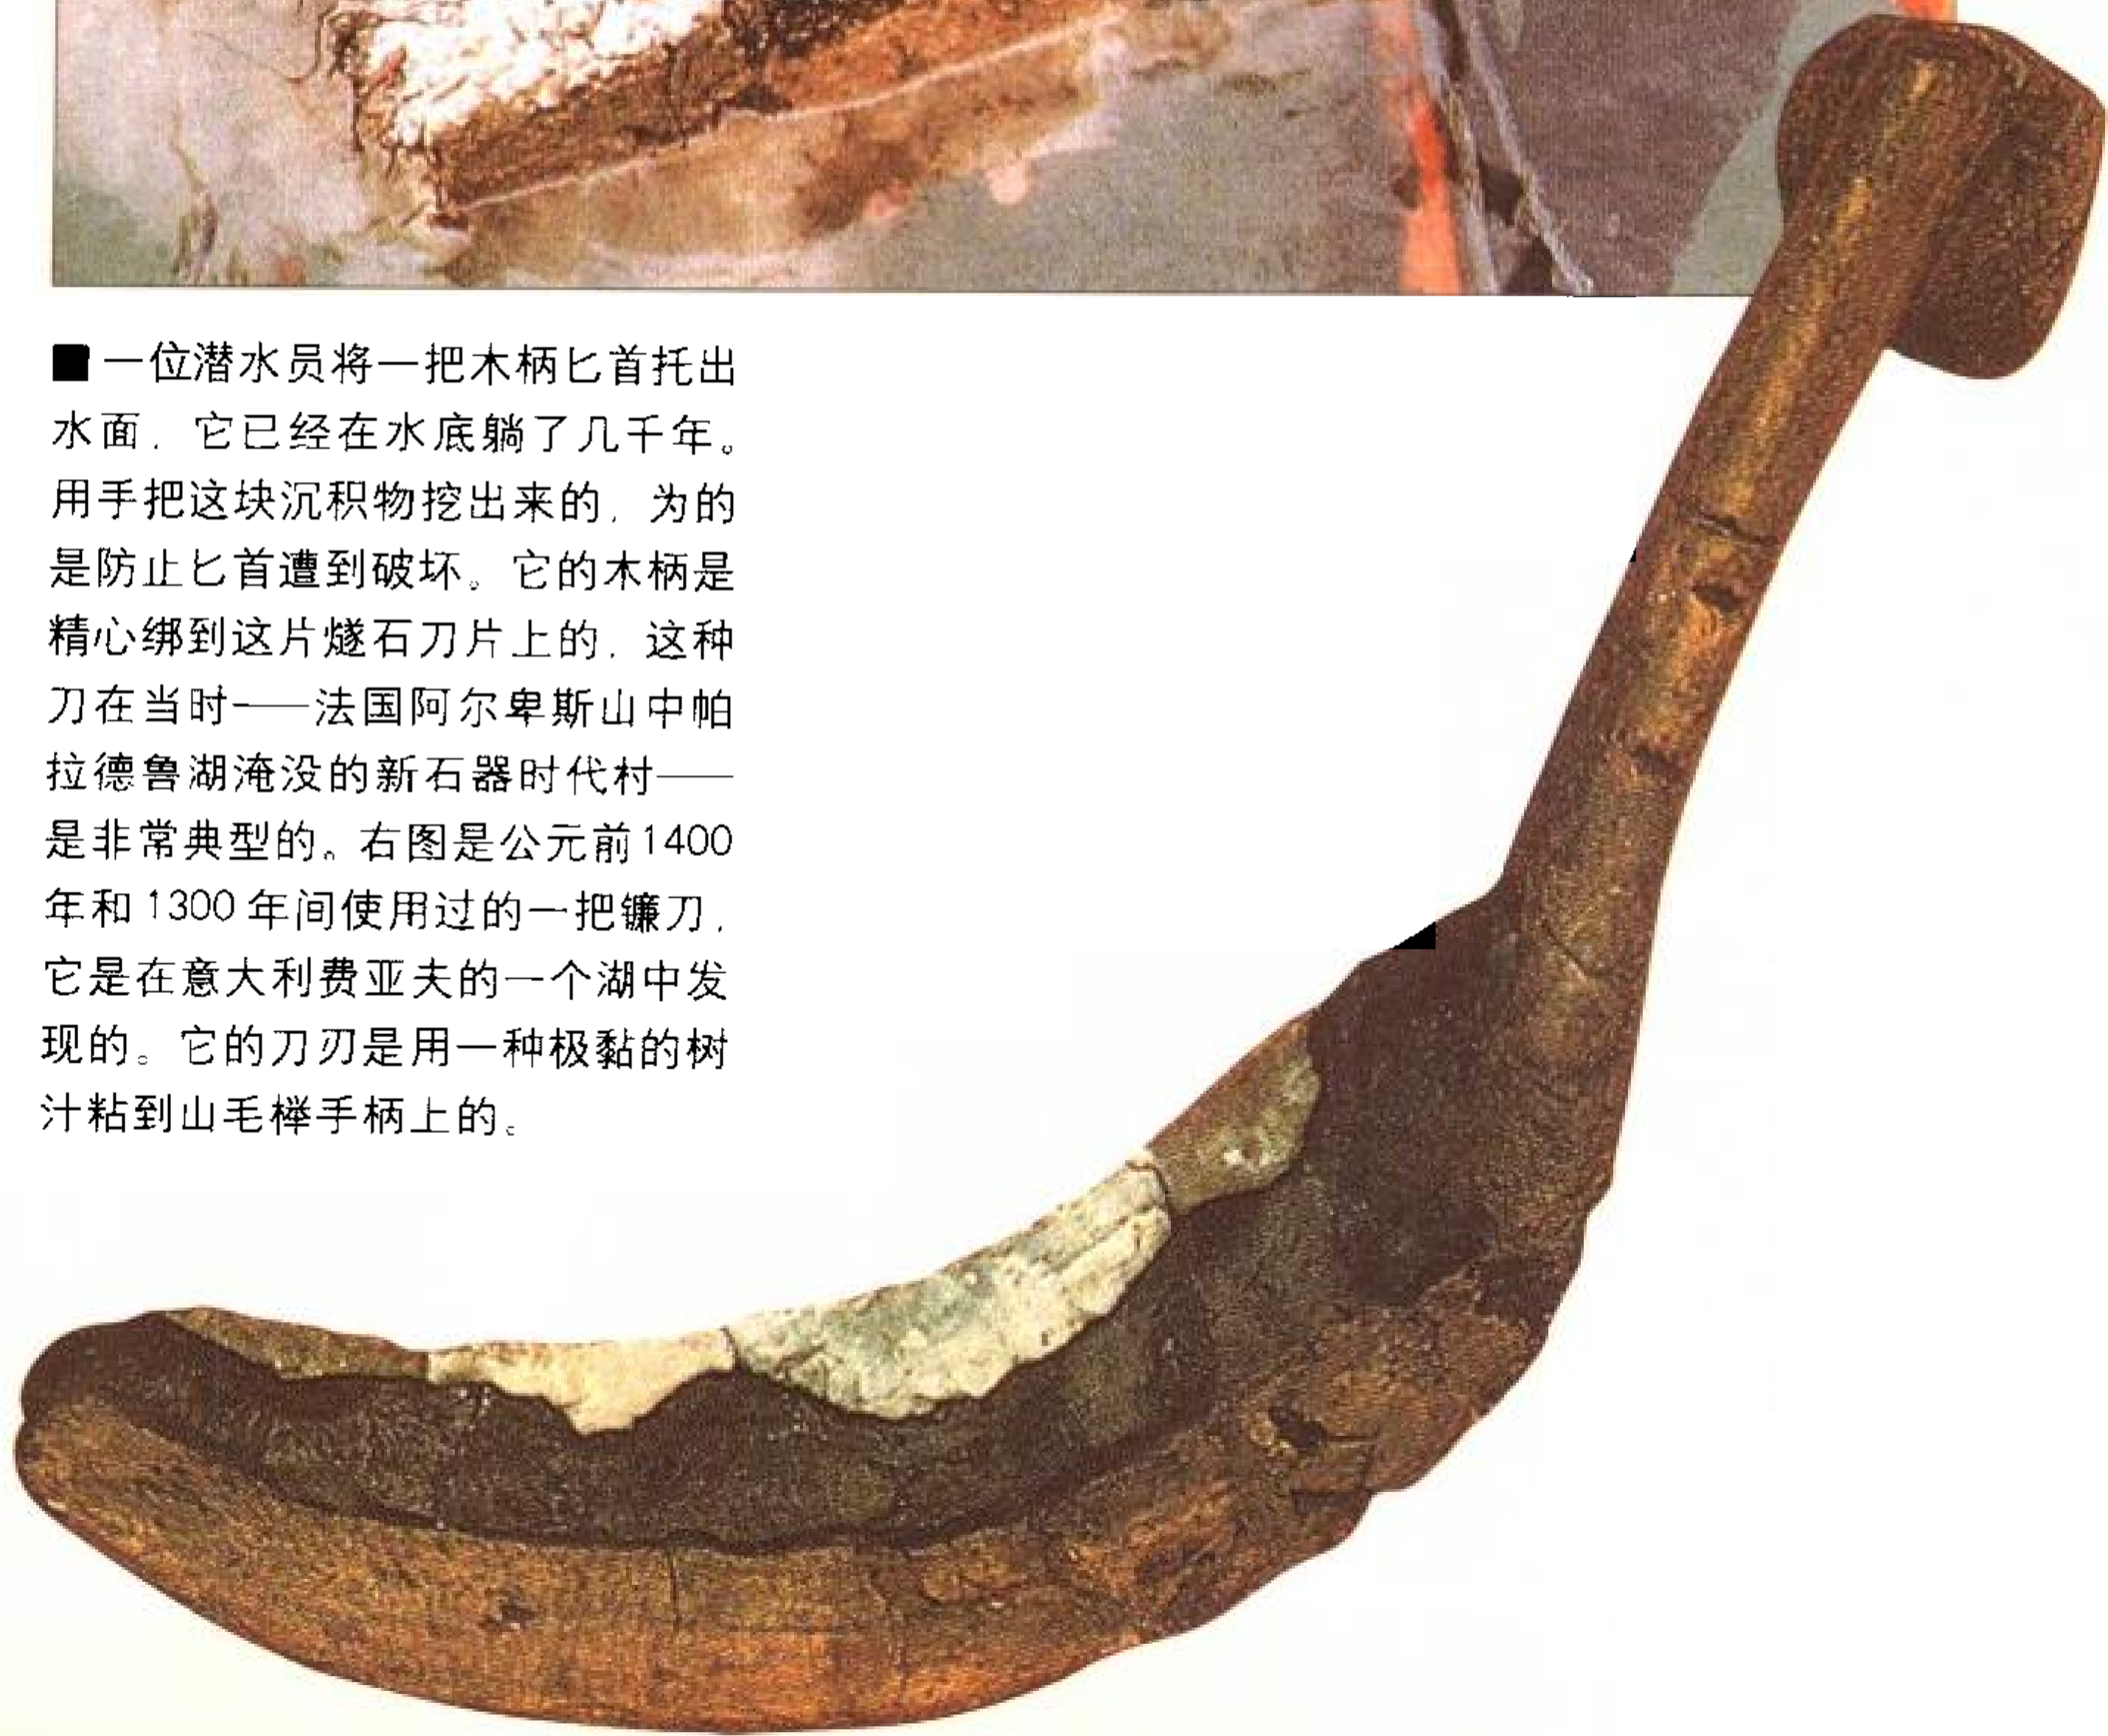 ■一位潜水员将一把木柄匕首托出
水面，它已经在水底躺了几千年。
用手把这块沉积物挖出来的，为的
是防止匕首遭到破坏。它的木柄是
精心绑到这片燧石刀片上的，这种
刀在当时——法国阿尔卑斯山中帕
拉德鲁湖淹没的新石器时代村——
是非常典型的。右图是公元前1400
年和1300年间使用过的一把镰刀，
它是在意大利费亚夫的一个湖中发
现的。它的刀刃是用一种极黏的树
汁粘到山毛榉手柄上的。